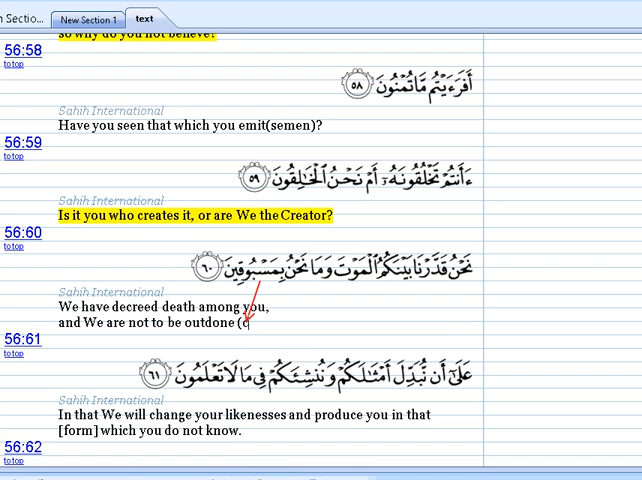 n Sectio...
New Section 1
text
so why do you not believe?
56:58
to top
أَفَرَءَيْتُم مَّا تُمْنُونَ ٥٨
Sahih International
Have you seen that which you emit(semen)?
56:59
to top
ءَأَنتُمْ تَخْلُقُونَهُۥٓ أَمْ نَحْنُ ٱلْخَٰلِقُونَ ٥٩
Sahih International
Is it you who creates it, or are We the Creator?
56:60
to top
نَحْنُ قَدَّرْنَا بَيْنَكُمُ ٱلْمَوْتَ وَمَا نَحْنُ بِمَسْبُوقِينَ ٦٠
Sahih International
We have decreed death among you,
and We are not to be outdone (c
56:61
to top
عَلَىٰٓ أَن نُّبَدِّلَ أَمْثَٰلَكُمْ وَنُنشِئَكُمْ فِى مَا لَا تَعْلَمُونَ ٦١
Sahih International
In that We will change your likenesses and produce you in that
[form] which you do not know.
56:62
to top